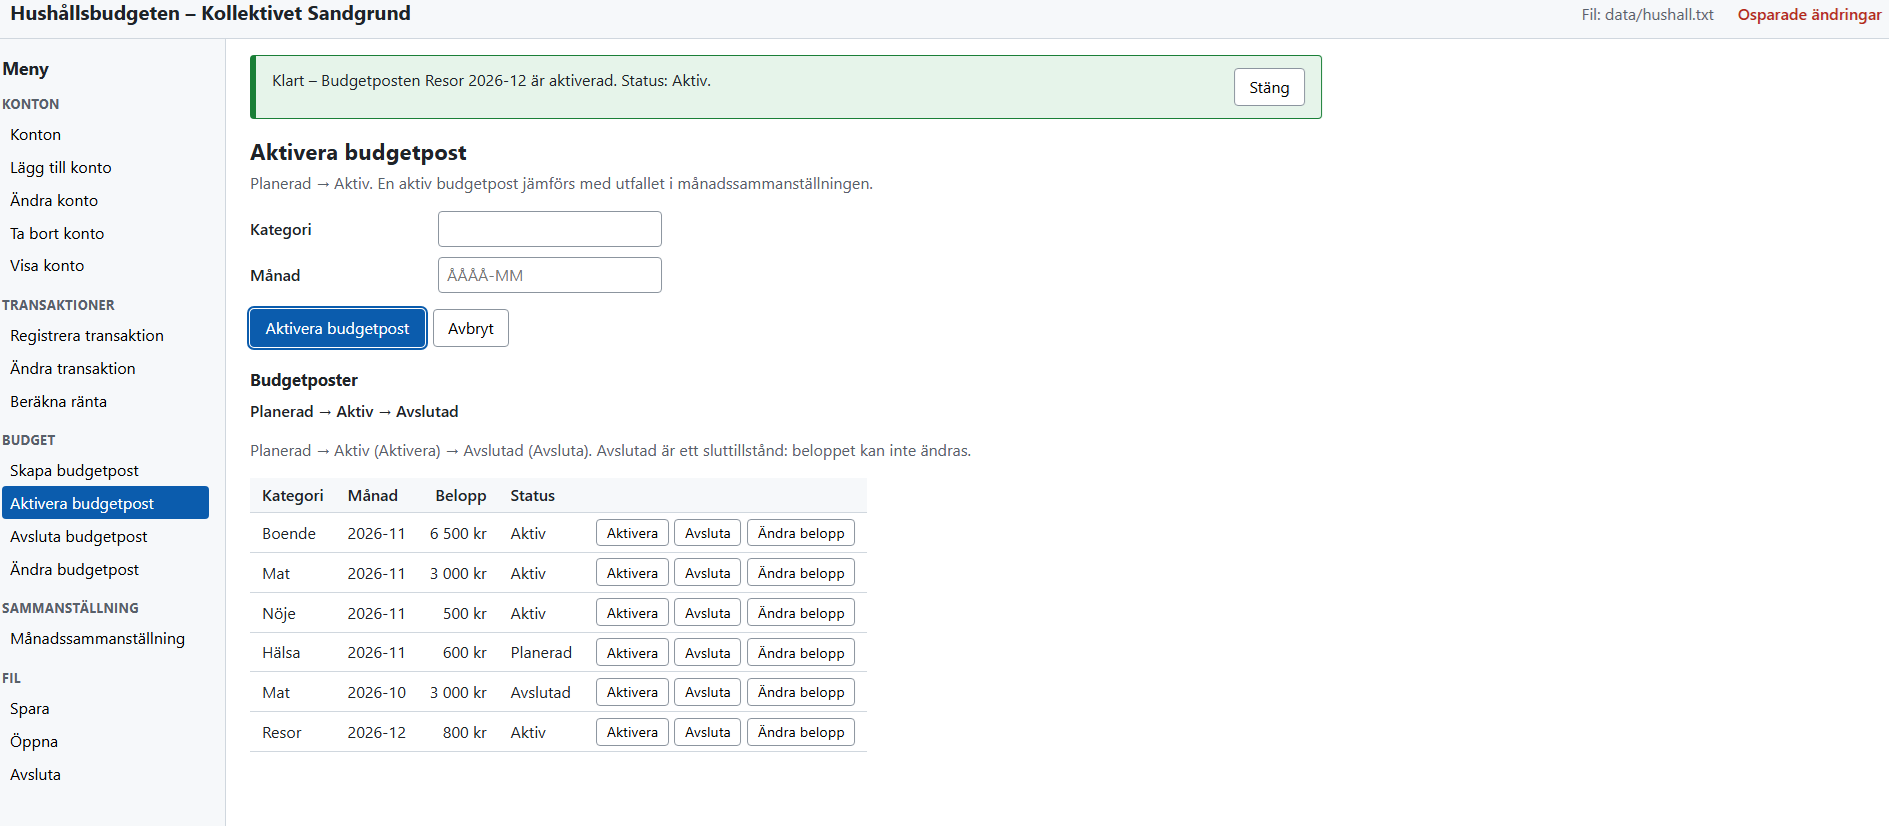 Hushållsbudgeten – Kollektivet Sandgrund
Fil: data/hushall.txt Osparade ändringar
Meny
KONTON
Konton
Lägg till konto
Ändra konto
Ta bort konto
Visa konto
TRANSAKTIONER
Registrera transaktion
Ändra transaktion
Beräkna ränta
BUDGET
Skapa budgetpost
Aktivera budgetpost
Avsluta budgetpost
Ändra budgetpost
SAMMANSTÄLLNING
Månadssammanställning
FIL
Spara
Öppna
Avsluta
Klart – Budgetposten Resor 2026-12 är aktiverad. Status: Aktiv.
Stäng
Aktivera budgetpost
Planerad → Aktiv. En aktiv budgetpost jämförs med utfallet i månadssammanställningen.
Kategori
Månad ÅÅÅÅ-MM
Aktivera budgetpost Avbryt
Budgetposter
Planerad → Aktiv → Avslutad
Planerad → Aktiv (Aktivera) → Avslutad (Avsluta). Avslutad är ett sluttillstånd: beloppet kan inte ändras.
Kategori Månad Belopp Status
Boende 2026-11 6 500 kr Aktiv Aktivera Avsluta Ändra belopp
Mat 2026-11 3 000 kr Aktiv Aktivera Avsluta Ändra belopp
Nöje 2026-11 500 kr Aktiv Aktivera Avsluta Ändra belopp
Hälsa 2026-11 600 kr Planerad Aktivera Avsluta Ändra belopp
Mat 2026-10 3 000 kr Avslutad Aktivera Avsluta Ändra belopp
Resor 2026-12 800 kr Aktiv Aktivera Avsluta Ändra belopp